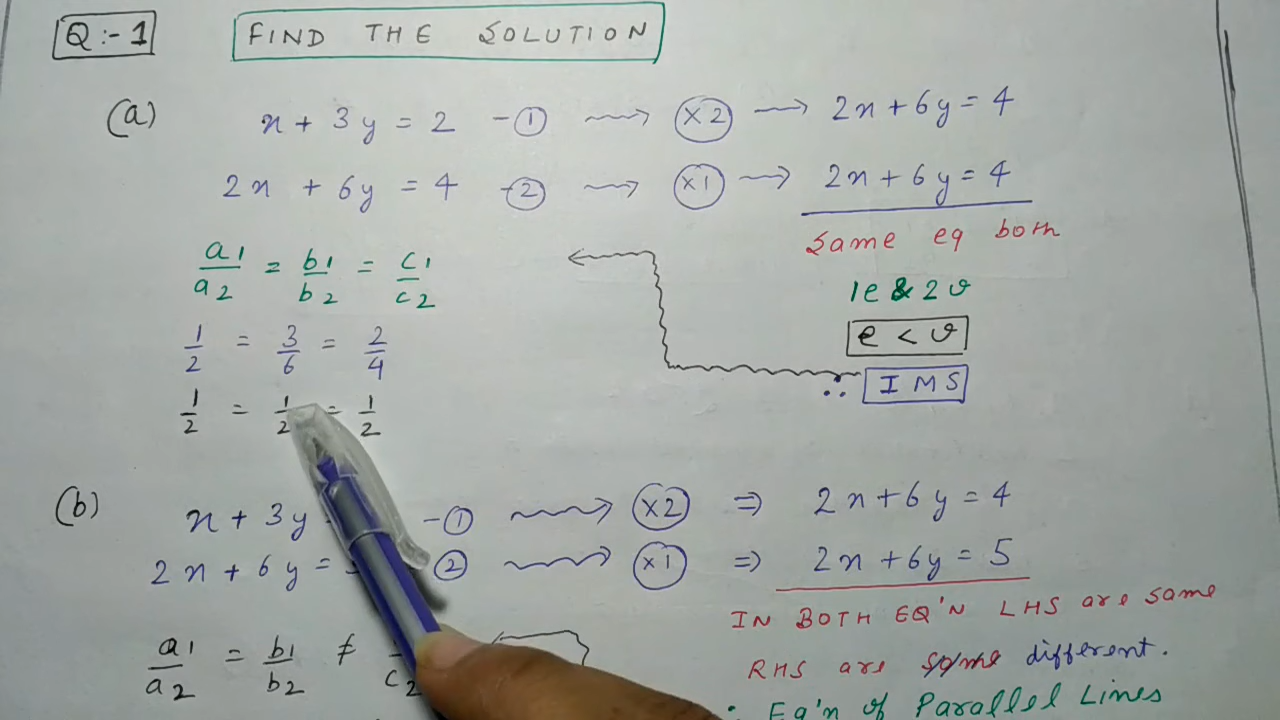 Q:-1 FIND THE SOLUTION
(a) x + 3y = 2 -① ⟿ (×2) → 2x + 6y = 4
2x + 6y = 4 -② ⟿ (×1) → 2x + 6y = 4
Same eq both
a1/a2 = b1/b2 = c1/c2
1e & 2v
1/2 = 3/6 = 2/4
e < v
∴ IMS
1/2 = 1/2 = 1/2
(b) x + 3y -① ⟿ (×2) ⇒ 2x + 6y = 4
2x + 6y = ② ⟿ (×1) ⇒ 2x + 6y = 5
IN BOTH EQ'N LHS are same
a1/a2 = b1/b2 ≠ c2
RHS are different.
Eq'n of Parallel Lines